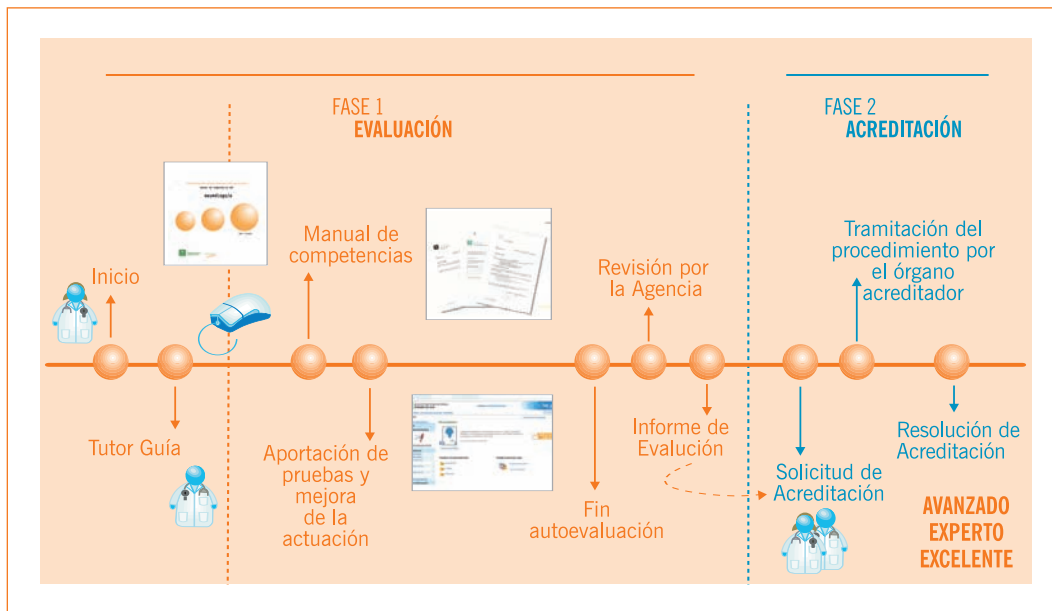 FASE 1
EVALUACIÓN
FASE 2
ACREDITACIÓN
Inicio
Tutor Guía
Manual de
competencias
Aportación de
pruebas y
mejora
de la
actuación
Fin
autoevaluación
Revisión por
la Agencia
Informe de
Evalución
Solicitud de
Acreditación
Tramitación del
procedimiento por
el órgano
acreditador
Resolución de
Acreditación
AVANZADO
EXPERTO
EXCELENTE